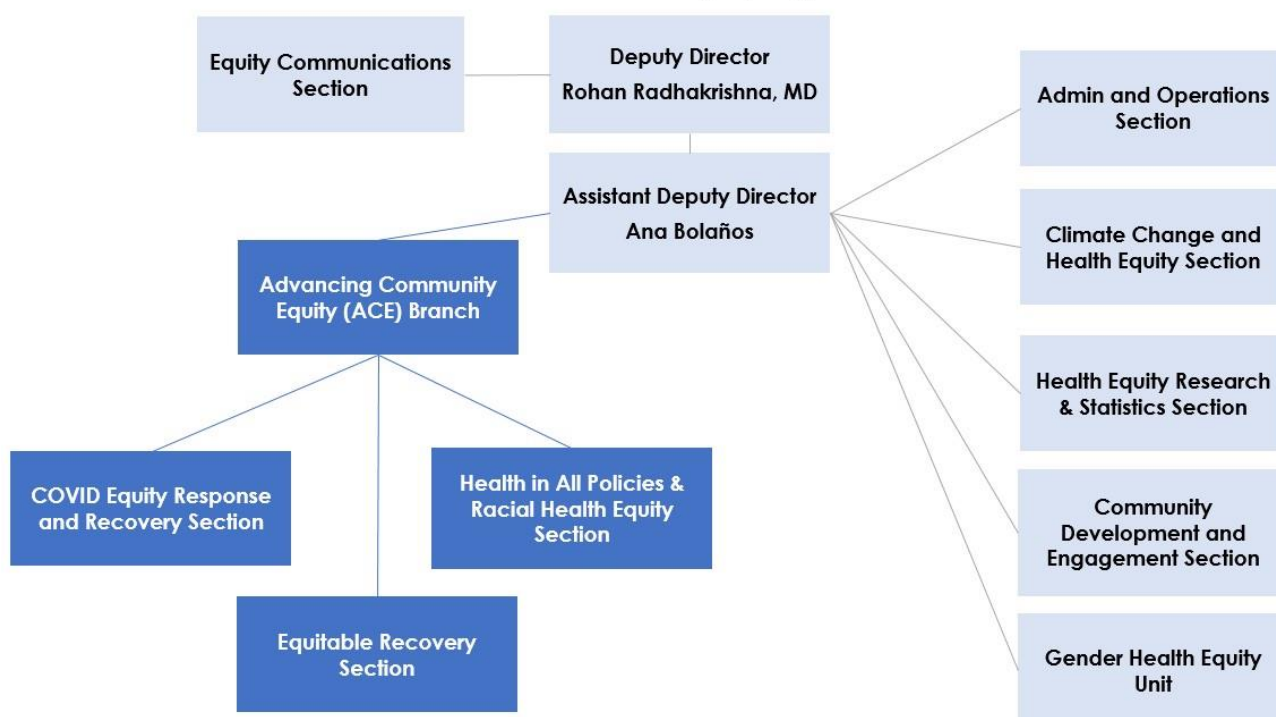 Equity Communications
Section
Deputy Director
Rohan Radhakrishna, MD
Assistant Deputy Director
Ana Bolaños
Advancing Community
Equity (ACE) Branch
COVID Equity Response
and Recovery Section
Health in All Policies &
Racial Health Equity
Section
Equitable Recovery
Section
Admin and Operations
Section
Climate Change and
Health Equity Section
Health Equity Research
& Statistics Section
Community
Development and
Engagement Section
Gender Health Equity
Unit